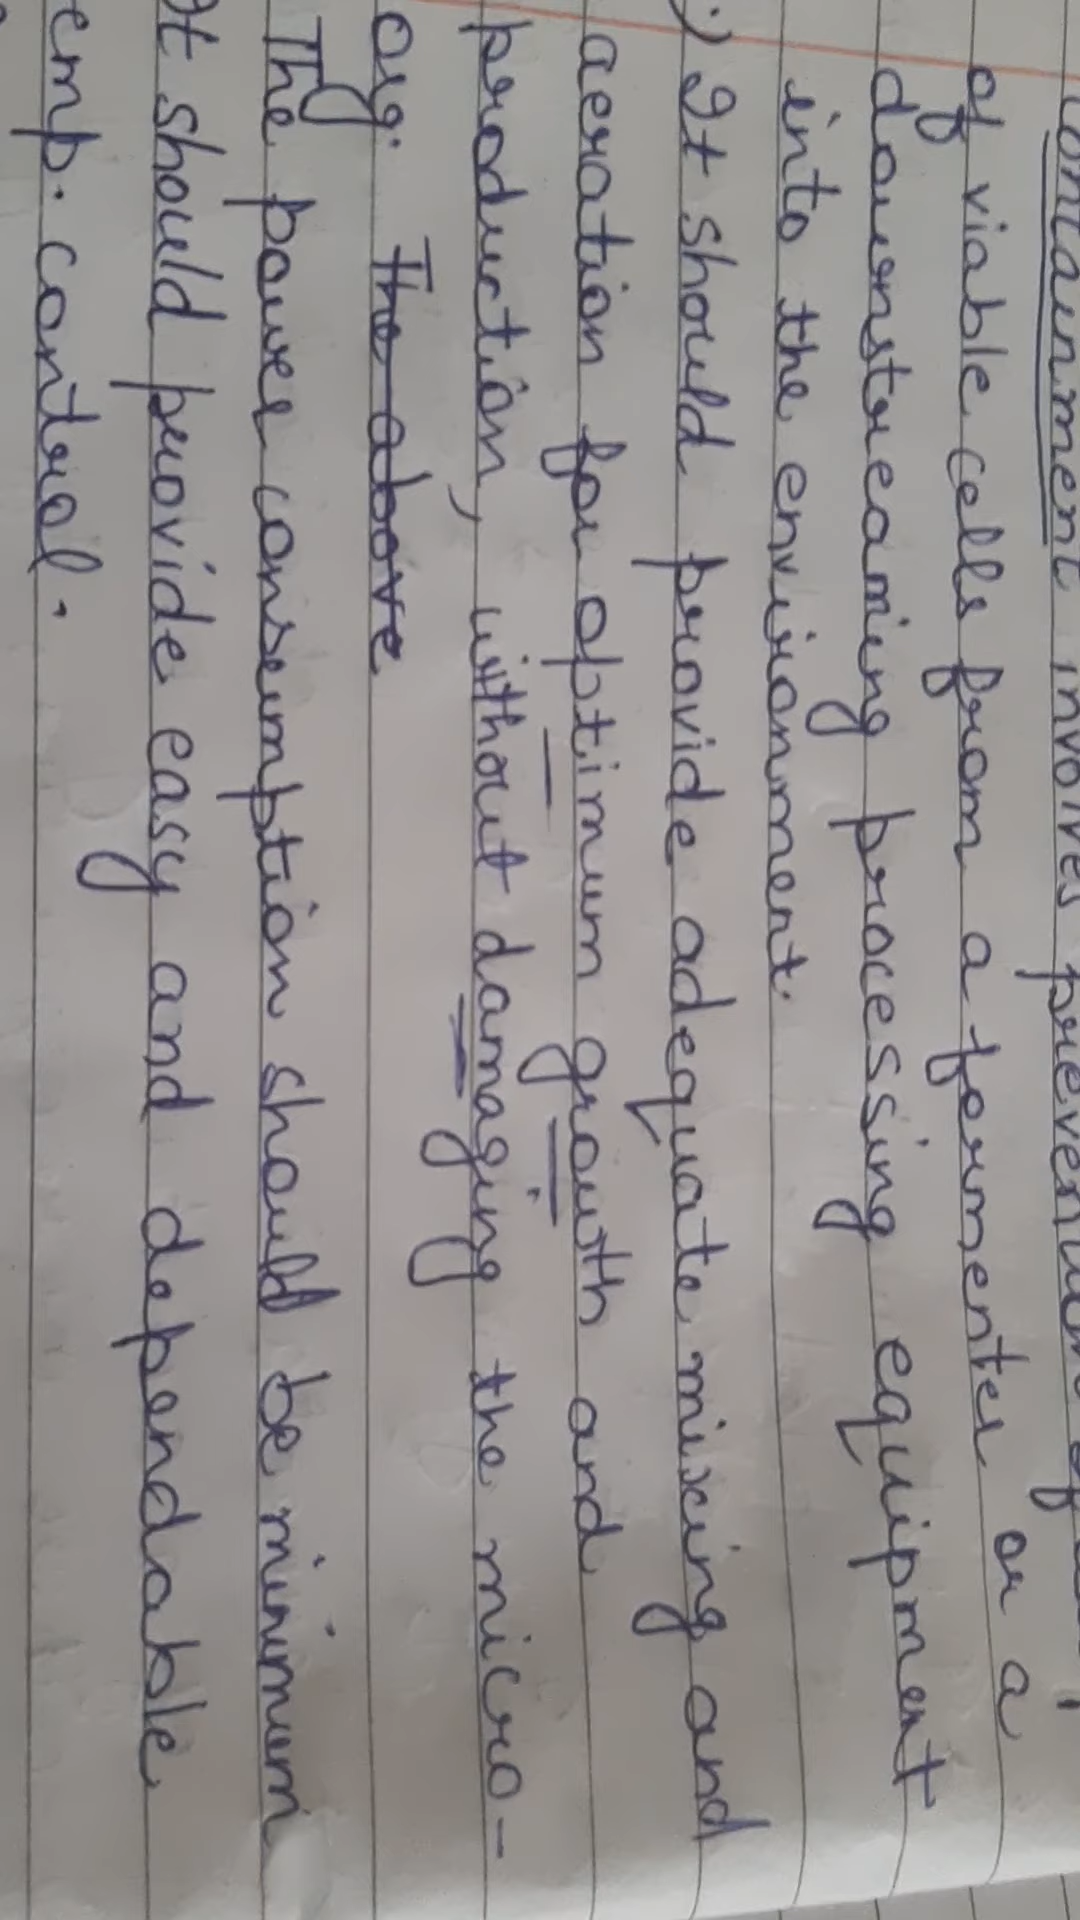 Containment involves prevention of
of viable cells from a fermenter or a
downstreaming processing equipment
into the environment.
i) It should provide adequate mixing and
aeration for optimum growth and
production, without damaging the micro-
org. The above
The power consumption should be minimum
It should provide easy and dependable
emp. control.